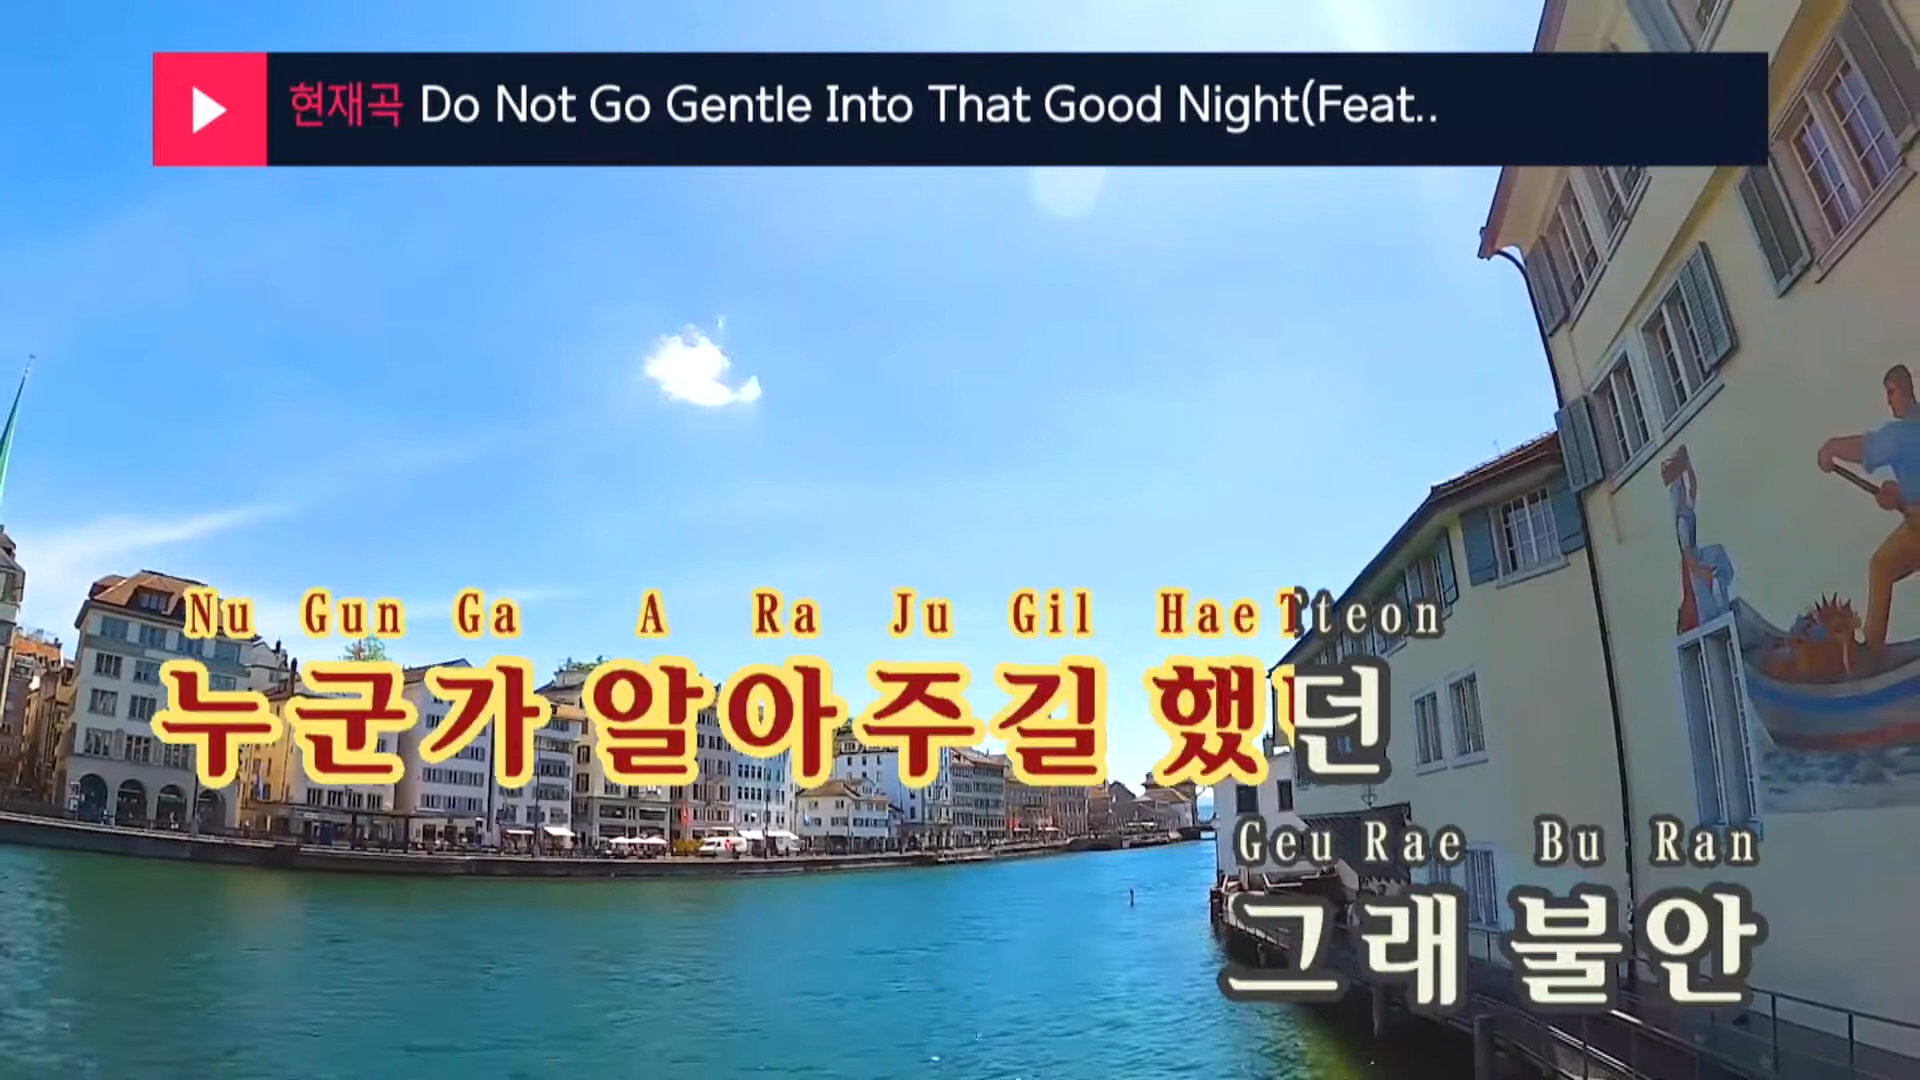 현재곡 Do Not Go Gentle Into That Good Night(Feat..
Nu Gun Ga A Ra Ju Gil Hae Tteon
누군가 알아주길 했던
Geu Rae Bu Ran
그래 불안